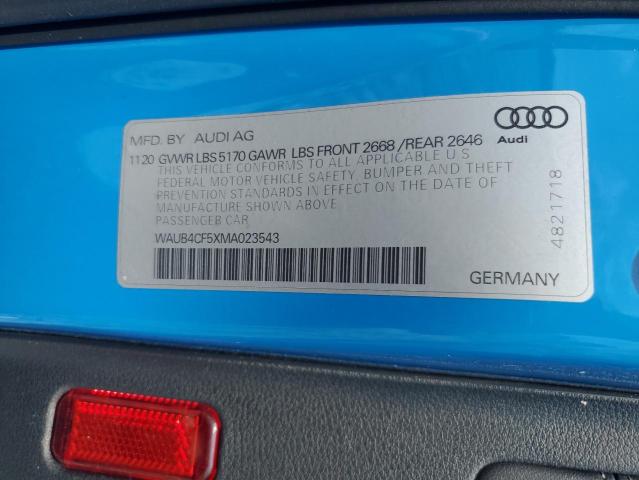 MFD. BY AUDI AG
1120 GVWR LBS 5170 GAWR LBS FRONT 2668 / REAR 2646
THIS VEHICLE CONFORMS TO ALL APPLICABLE U S
FEDERAL MOTOR VEHICLE SAFETY, BUMPER AND THEFT
PREVENTION STANDARDS IN EFFECT ON THE DATE OF
MANUFACTURE SHOWN ABOVE
PASSENGER CAR
WAUB4CF5XMA023543
GERMANY
Audi
4821718